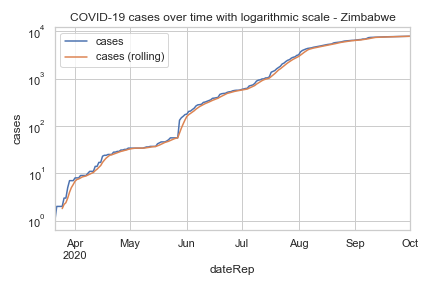 COVID-19 cases over time with logarithmic scale - Zimbabwe
cases
cases (rolling)
10⁴
10³
10²
10¹
10⁰
cases
Apr
2020
May
Jun
Jul
Aug
Sep
Oct
dateRep